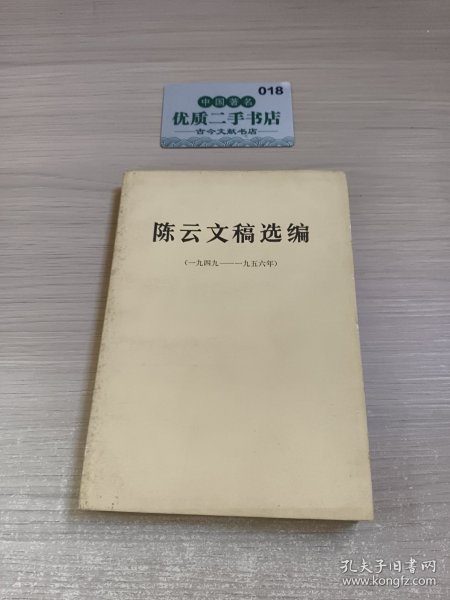 018
中国著名
优质二手书店
古今文献书店
陈云文稿选编
（一九四九——一九五六年）
孔夫子旧书网
www.kongfz.com